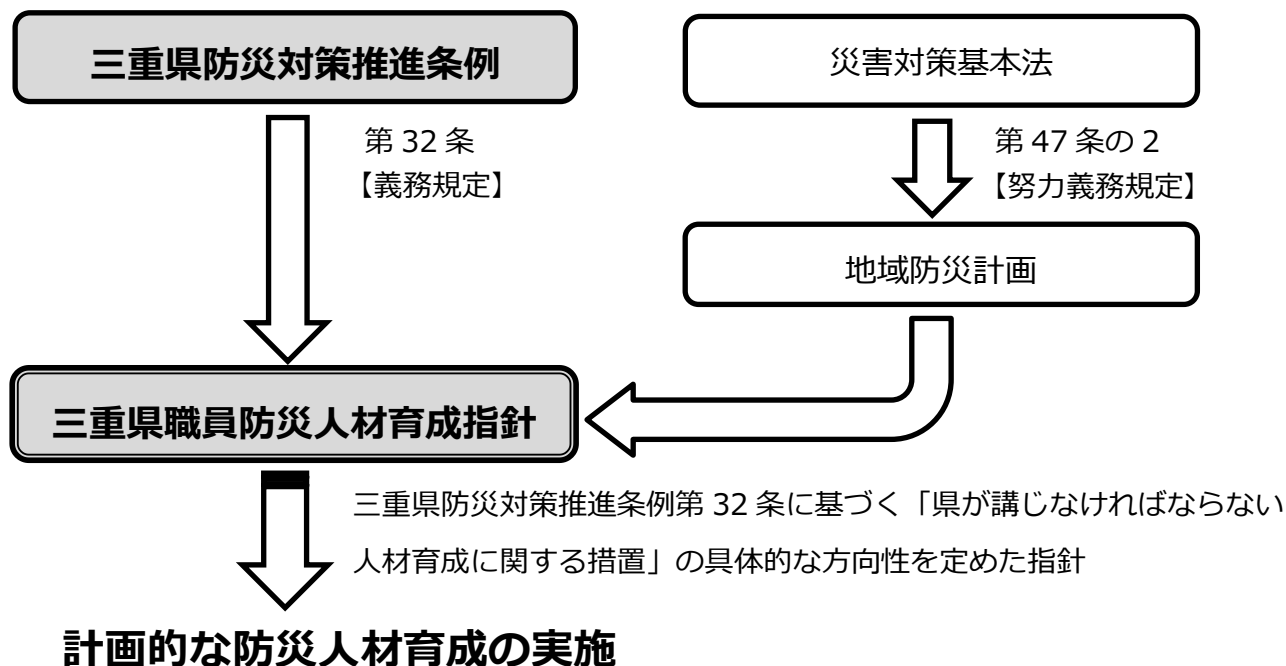 三重県防災対策推進条例
災害対策基本法
第 32 条
【義務規定】
第 47 条の 2
【努力義務規定】
地域防災計画
三重県職員防災人材育成指針
三重県防災対策推進条例第 32 条に基づく「県が講じなければならない
人材育成に関する措置」の具体的な方向性を定めた指針
計画的な防災人材育成の実施